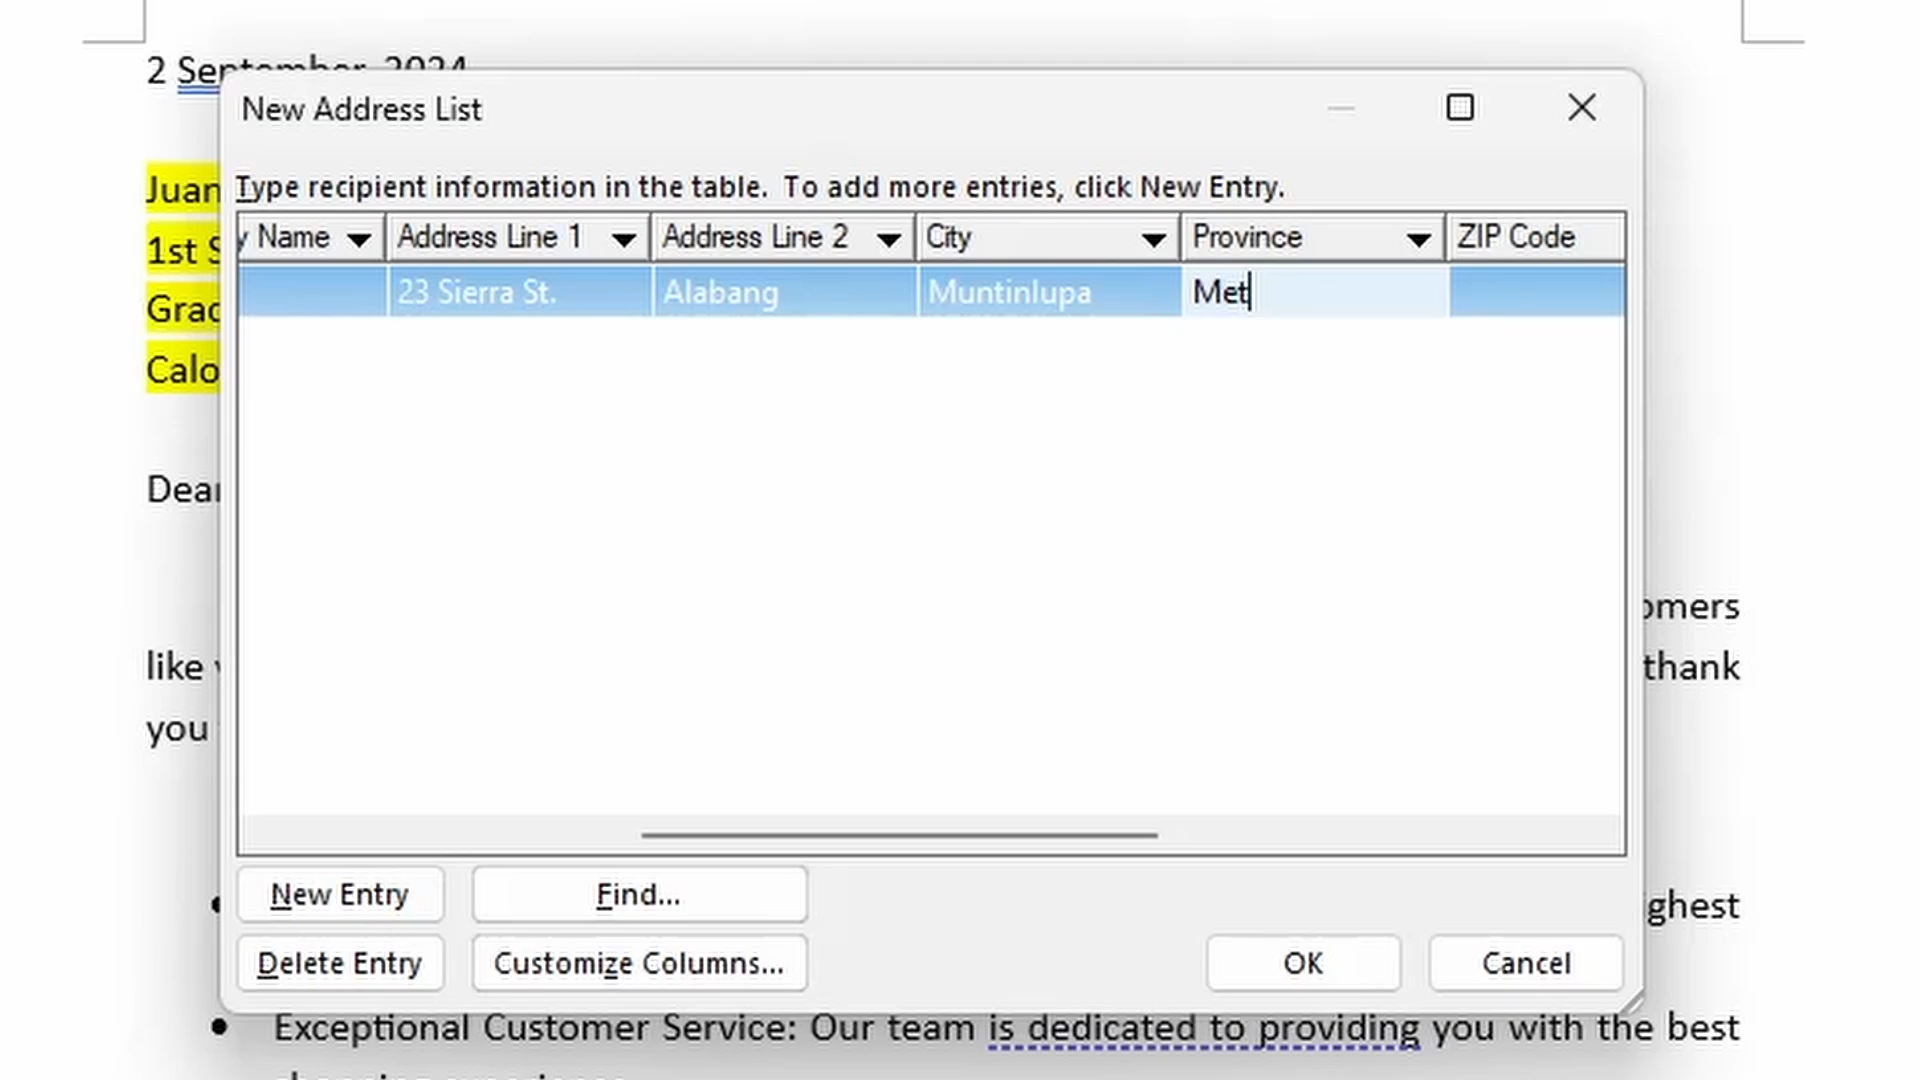 2 September, 2024
New Address List
Juan
Type recipient information in the table. To add more entries, click New Entry.
1st S
y Name Address Line 1 Address Line 2 City Province ZIP Code
23 Sierra St. Alabang Muntinlupa Met
Grac
Calo
Dear
omers
like thank
you
New Entry Find...
ghest
Delete Entry Customize Columns... OK Cancel
• Exceptional Customer Service: Our team is dedicated to providing you with the best